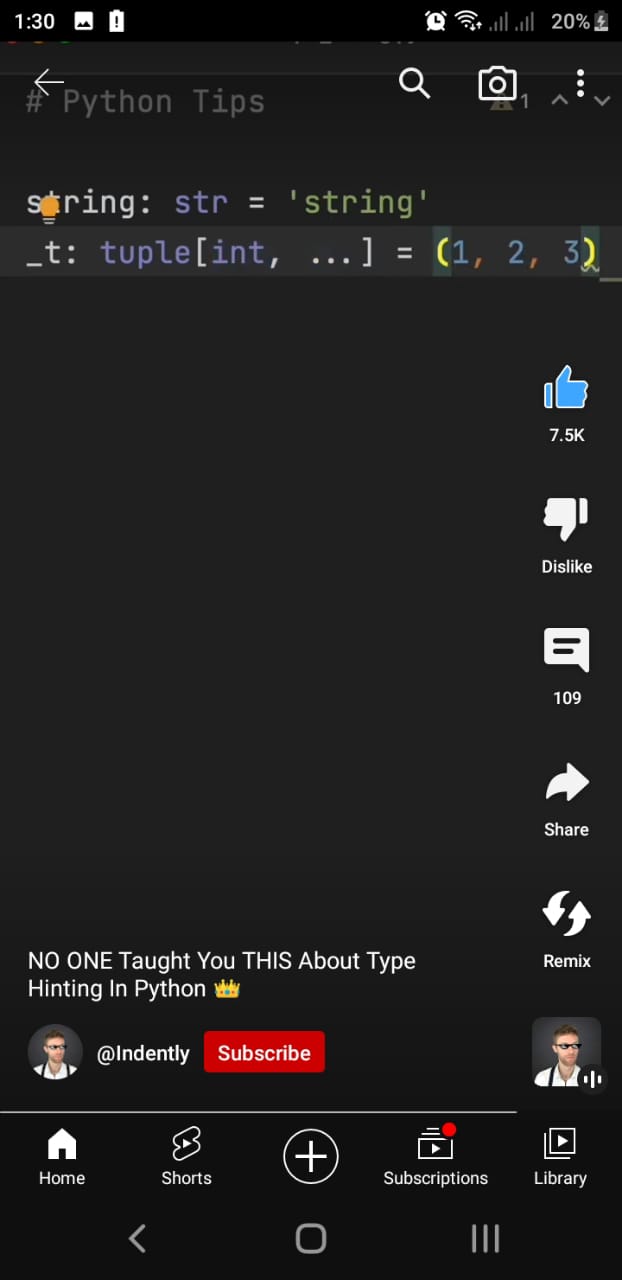 1:30
20%
# Python Tips
1
string: str = 'string'
_t: tuple[int, ...] = (1, 2, 3)
7.5K
Dislike
109
Share
Remix
NO ONE Taught You THIS About Type
Hinting In Python 👑
@Indently
Subscribe
Home
Shorts
Subscriptions
Library